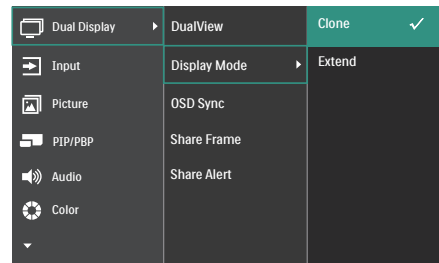 Dual Display
Input
Picture
PIP/PBP
Audio
Color
DualView
Display Mode
OSD Sync
Share Frame
Share Alert
Clone
Extend